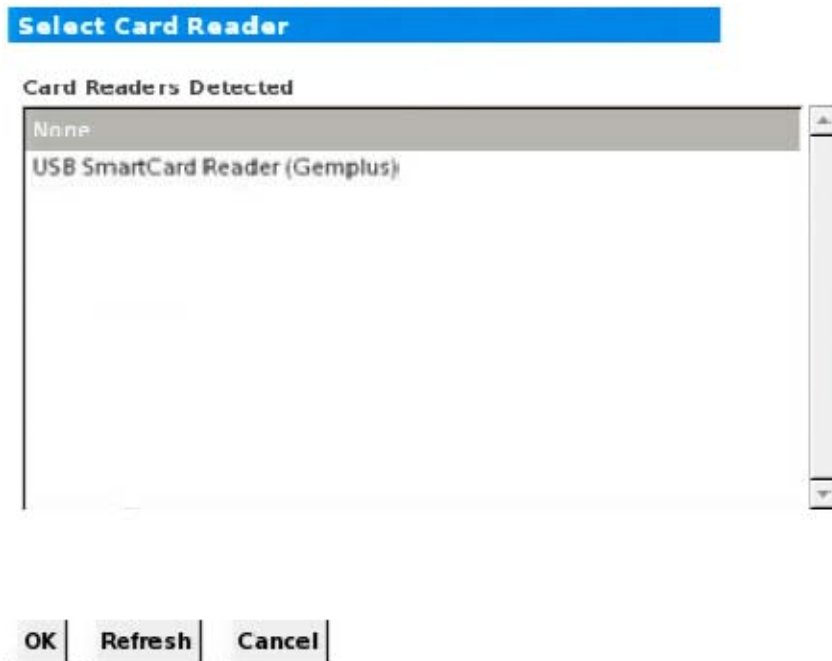 Select Card Reader
Card Readers Detected
None
USB SmartCard Reader (Gemplus)
OK Refresh Cancel